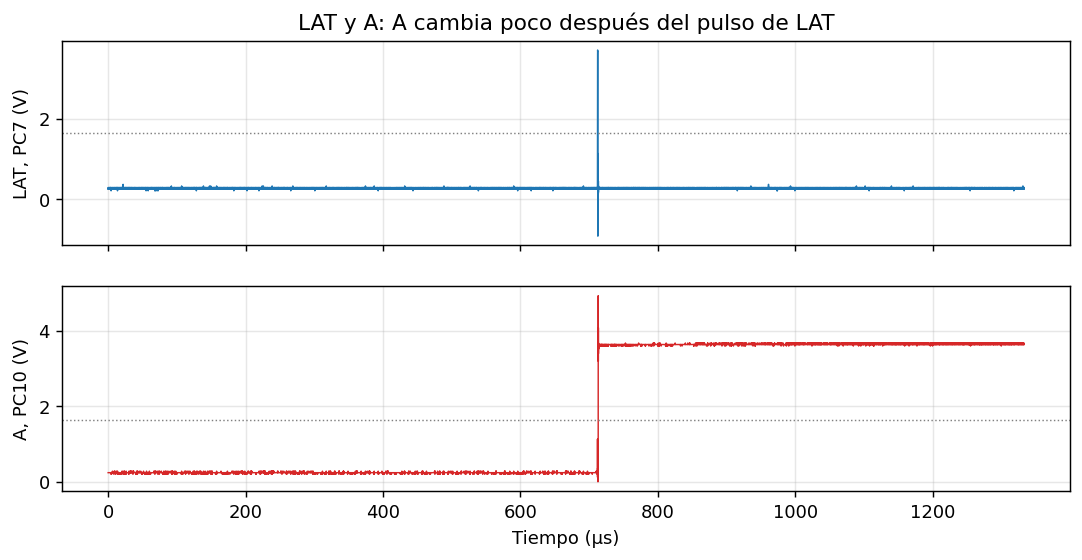 LAT y A: A cambia poco después del pulso de LAT
LAT, PC7 (V)
2
0
A, PC10 (V)
4
2
0
0 200 400 600 800 1000 1200
Tiempo (µs)